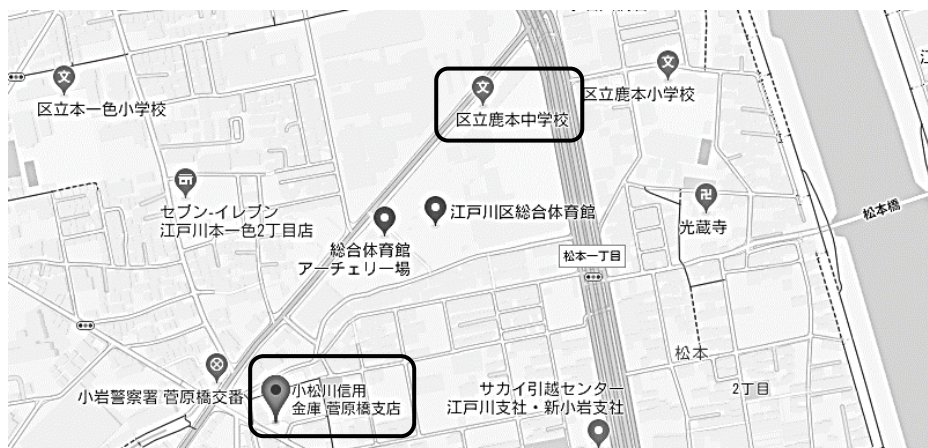 区立鹿本中学校
区立鹿本小学校
区立本一色小学校
セブン-イレブン
江戸川本一色2丁目店
総合体育館
アーチェリー場
江戸川区総合体育館
光蔵寺
松本橋
松本一丁目
小岩警察署 菅原橋交番
小松川信用
金庫 菅原橋支店
松本
2丁目
サカイ引越センター
江戸川支社・新小岩支社